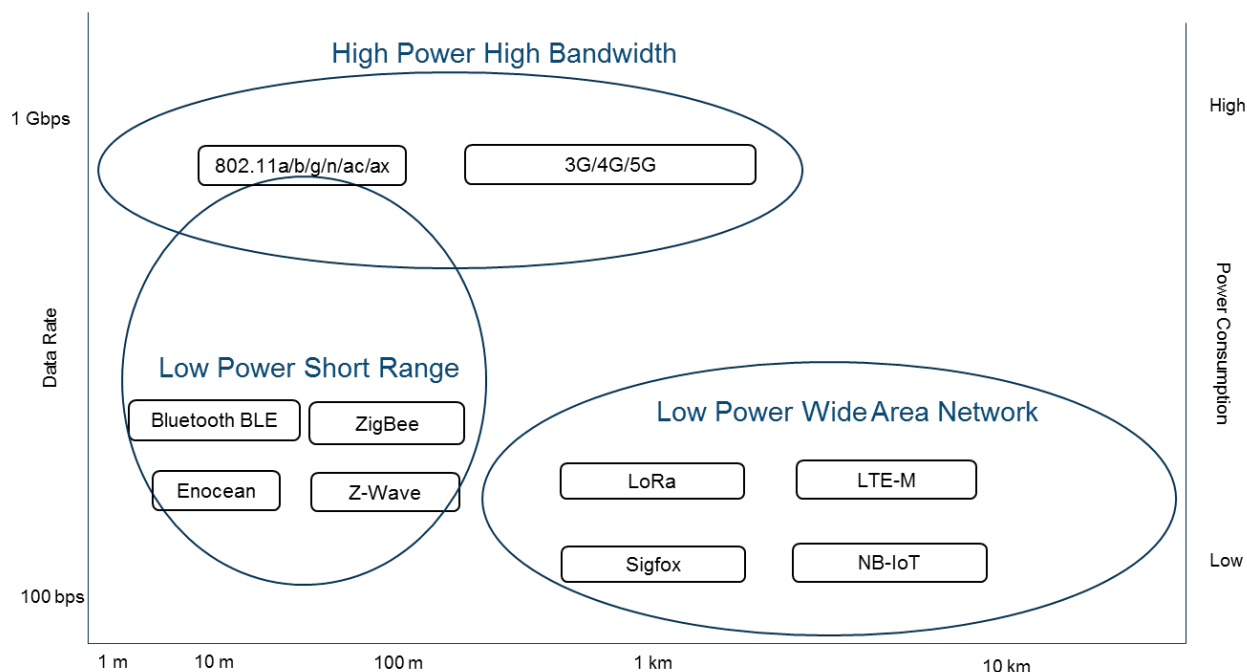 High Power High Bandwidth
1 Gbps
High
802.11a/b/g/n/ac/ax
3G/4G/5G
Data Rate
Power Consumption
Low Power Short Range
Bluetooth BLE
ZigBee
Enocean
Z-Wave
Low Power Wide Area Network
LoRa
LTE-M
Sigfox
NB-IoT
Low
100 bps
1 m
10 m
100 m
1 km
10 km